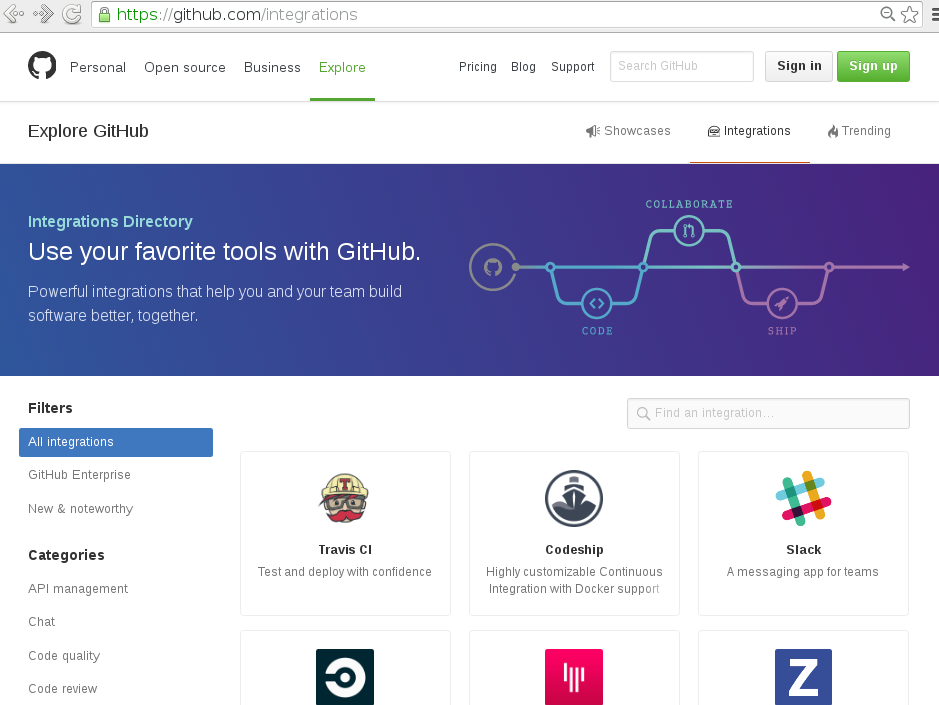 https://github.com/integrations
Personal Open source Business Explore Pricing Blog Support Search GitHub Sign in Sign up
Explore GitHub Showcases Integrations Trending
COLLABORATE
Integrations Directory
Use your favorite tools with GitHub.
Powerful integrations that help you and your team build
software better, together.
CODE SHIP
Filters
Find an integration...
All integrations
GitHub Enterprise
New & noteworthy
Categories
API management
Chat
Code quality
Code review
T
Travis CI
Test and deploy with confidence
Codeship
Highly customizable Continuous
Integration with Docker support
Slack
A messaging app for teams
Z